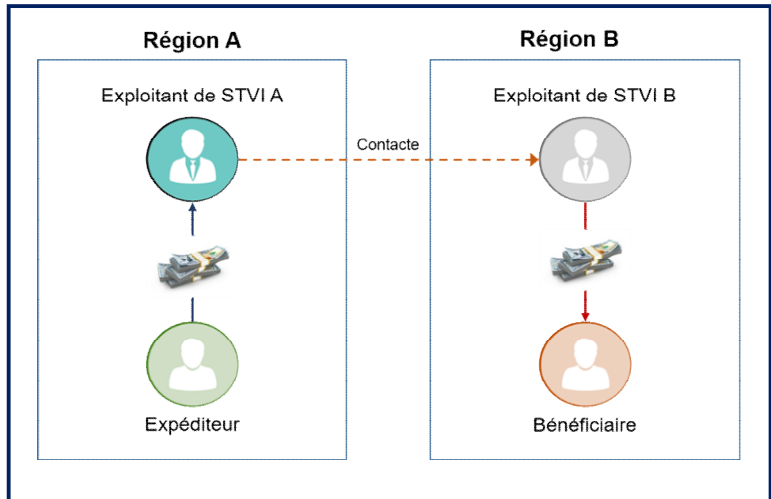 Région A
Région B
Exploitant de STVI A
Exploitant de STVI B
Contacte
Expéditeur
Bénéficiaire